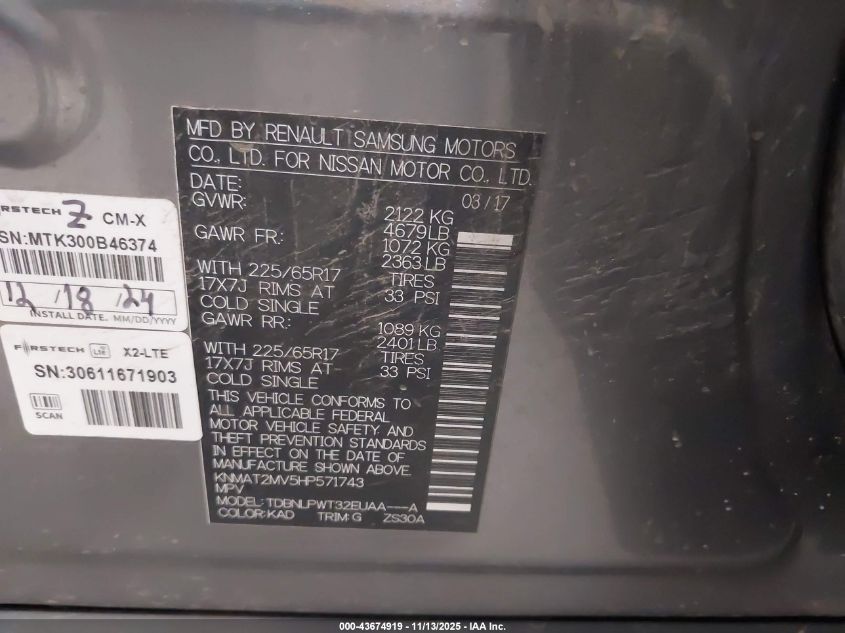 MFD BY RENAULT SAMSUNG MOTORS
CO., LTD. FOR NISSAN MOTOR CO., LTD.
DATE: 03/17
GVWR: 2122 KG
4679LB
GAWR FR.: 1072 KG
2363LB
WITH 225/65R17 TIRES
17X7J RIMS AT 33 PSI
COLD SINGLE
GAWR RR.: 1089 KG
2401LB
WITH 225/65R17 TIRES
17X7J RIMS AT 33 PSI
COLD SINGLE
THIS VEHICLE CONFORMS TO
ALL APPLICABLE FEDERAL
MOTOR VEHICLE SAFETY, AND
THEFT PREVENTION STANDARDS
IN EFFECT ON THE DATE OF
MANUFACTURE SHOWN ABOVE.
KNMAT2MV5HP571743
MPV
MODEL: TDBNLPWT32EUAA---A
COLOR:KAD TRIM:G ZS30A
RSTECH Z CM-X
SN:MTK300B46374
12 / 18 / 24
INSTALL DATE. MM/DD/YYYY
FIRSTECH LTE X2-LTE
SN:30611671903
SCAN
000-43674919 - 11/13/2025 - IAA Inc.